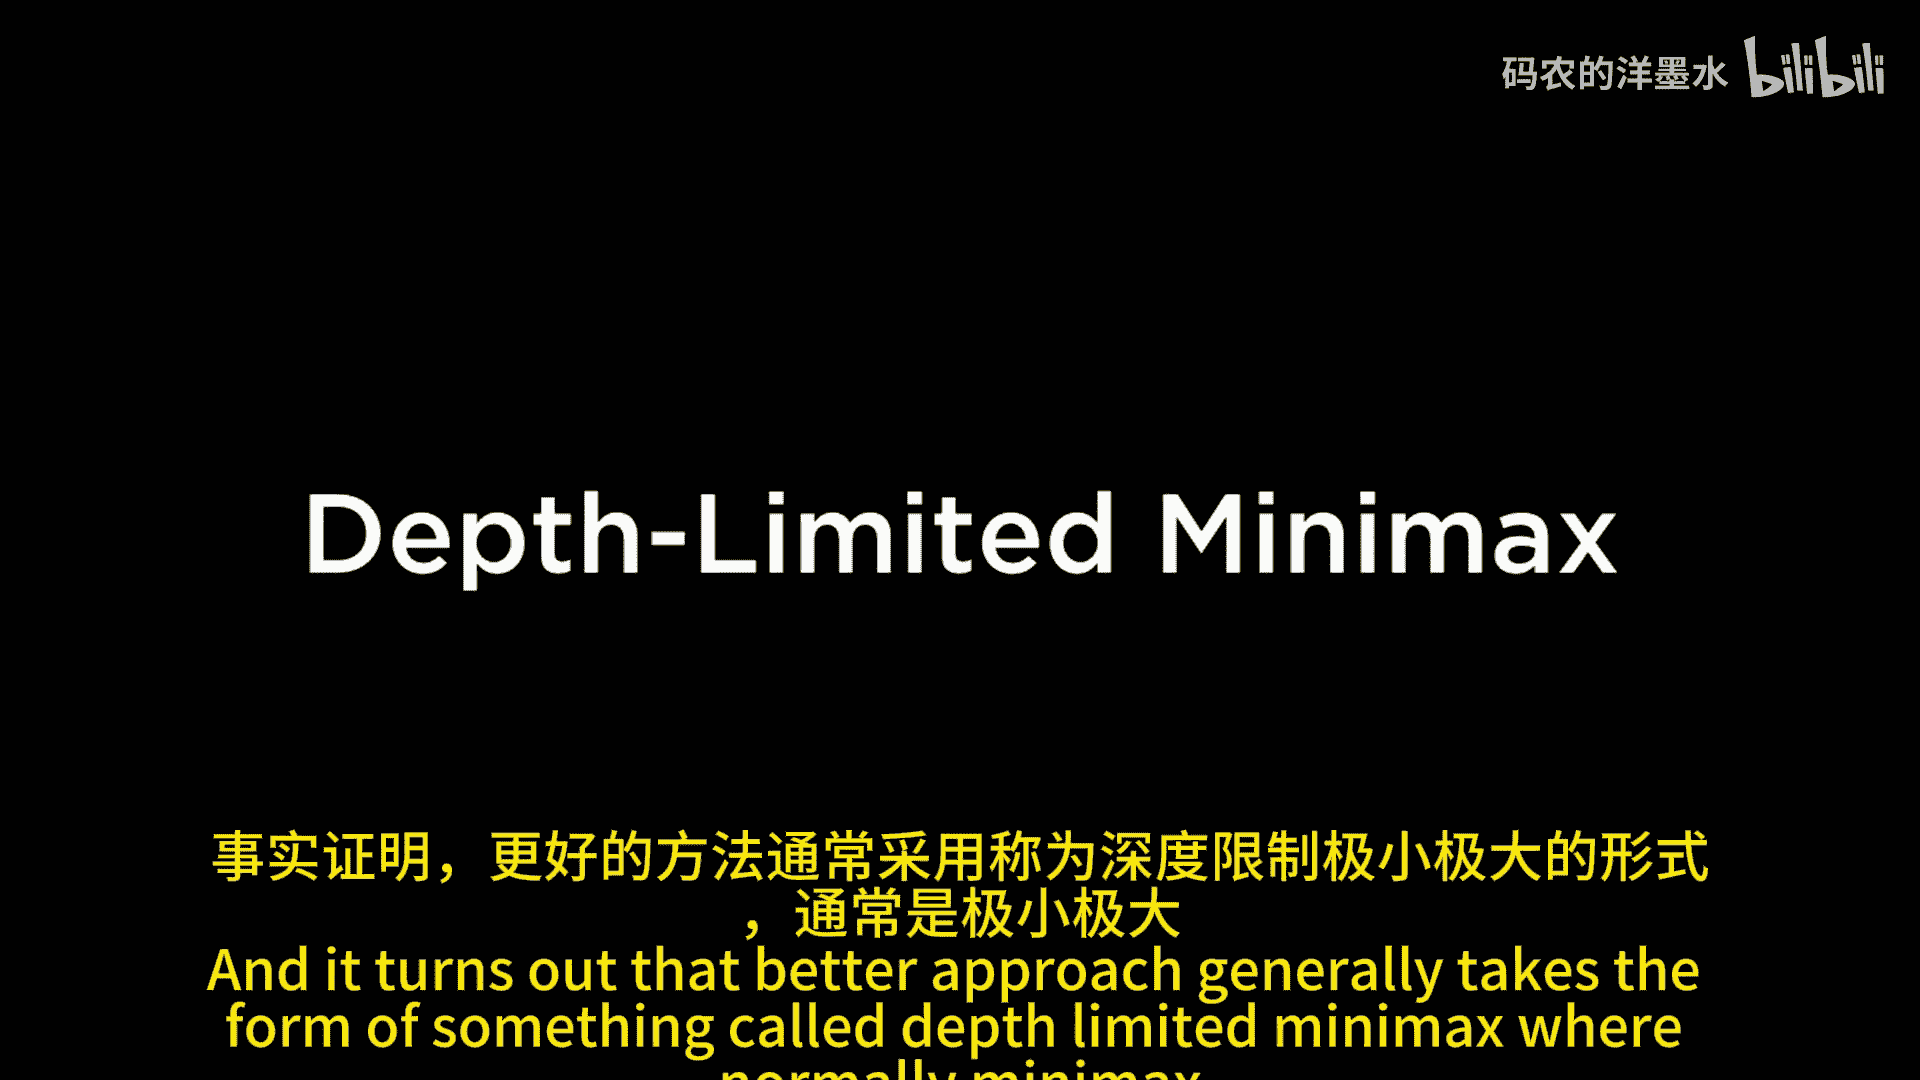 码农的洋墨水 bilibili
Depth-Limited Minimax
事实证明，更好的方法通常采用称为深度限制极小极大的形式
，通常是极小极大
And it turns out that better approach generally takes the
form of something called depth limited minimax where
normally minimax